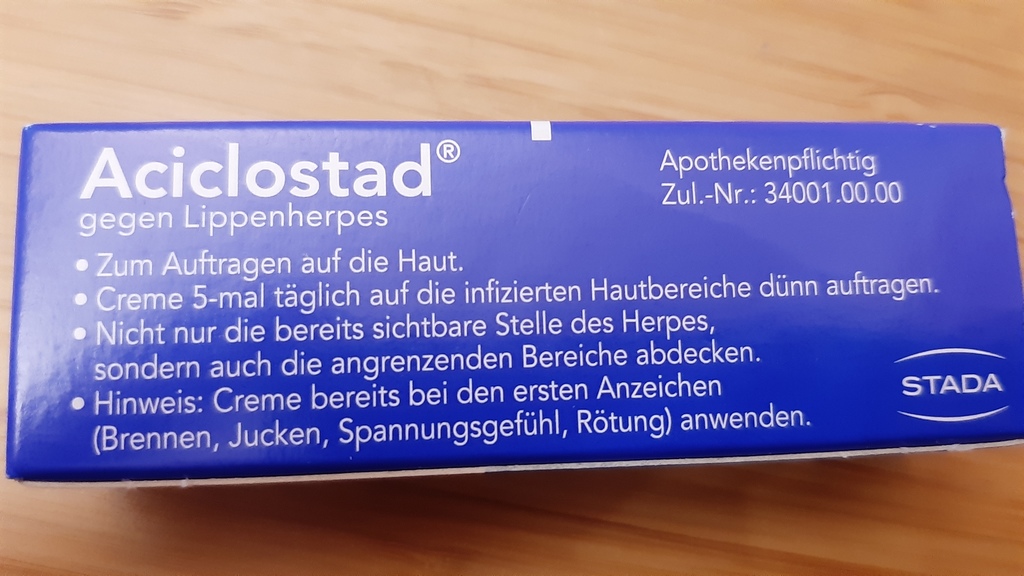 Aciclostad®
gegen Lippenherpes
Apothekenpflichtig
Zul.-Nr.: 34001.00.00
• Zum Auftragen auf die Haut.
• Creme 5-mal täglich auf die infizierten Hautbereiche dünn auftragen.
• Nicht nur die bereits sichtbare Stelle des Herpes,
sondern auch die angrenzenden Bereiche abdecken.
• Hinweis: Creme bereits bei den ersten Anzeichen
(Brennen, Jucken, Spannungsgefühl, Rötung) anwenden.
STADA